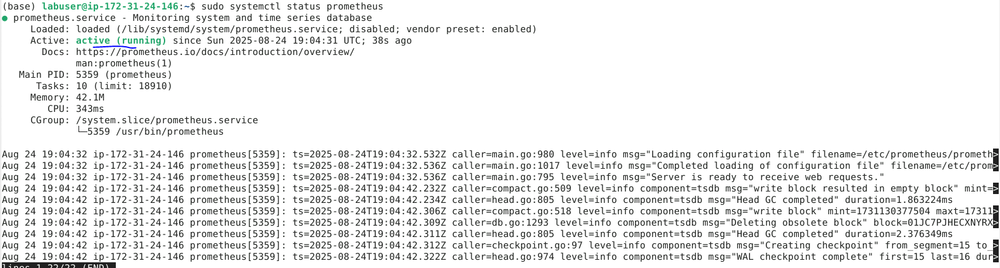 (base) labuser@ip-172-31-24-146:~$ sudo systemctl status prometheus
● prometheus.service - Monitoring system and time series database
Loaded: loaded (/lib/systemd/system/prometheus.service; disabled; vendor preset: enabled)
Active: active (running) since Sun 2025-08-24 19:04:31 UTC; 38s ago
Docs: https://prometheus.io/docs/introduction/overview/
man:prometheus(1)
Main PID: 5359 (prometheus)
Tasks: 10 (limit: 18910)
Memory: 42.1M
CPU: 343ms
CGroup: /system.slice/prometheus.service
└─5359 /usr/bin/prometheus
Aug 24 19:04:32 ip-172-31-24-146 prometheus[5359]: ts=2025-08-24T19:04:32.532Z caller=main.go:980 level=info msg="Loading configuration file" filename=/etc/prometheus/prometh>
Aug 24 19:04:32 ip-172-31-24-146 prometheus[5359]: ts=2025-08-24T19:04:32.536Z caller=main.go:1017 level=info msg="Completed loading of configuration file" filename=/etc/prom>
Aug 24 19:04:32 ip-172-31-24-146 prometheus[5359]: ts=2025-08-24T19:04:32.536Z caller=main.go:795 level=info msg="Server is ready to receive web requests."
Aug 24 19:04:42 ip-172-31-24-146 prometheus[5359]: ts=2025-08-24T19:04:42.232Z caller=compact.go:509 level=info component=tsdb msg="write block resulted in empty block" mint=>
Aug 24 19:04:42 ip-172-31-24-146 prometheus[5359]: ts=2025-08-24T19:04:42.234Z caller=head.go:805 level=info component=tsdb msg="Head GC completed" duration=1.863224ms
Aug 24 19:04:42 ip-172-31-24-146 prometheus[5359]: ts=2025-08-24T19:04:42.306Z caller=compact.go:518 level=info component=tsdb msg="write block" mint=1731130377504 maxt=17311>
Aug 24 19:04:42 ip-172-31-24-146 prometheus[5359]: ts=2025-08-24T19:04:42.309Z caller=db.go:1293 level=info component=tsdb msg="Deleting obsolete block" block=01JC7PJHECXNYRX>
Aug 24 19:04:42 ip-172-31-24-146 prometheus[5359]: ts=2025-08-24T19:04:42.311Z caller=head.go:805 level=info component=tsdb msg="Head GC completed" duration=2.376349ms
Aug 24 19:04:42 ip-172-31-24-146 prometheus[5359]: ts=2025-08-24T19:04:42.312Z caller=checkpoint.go:97 level=info component=tsdb msg="Creating checkpoint" from_segment=15 to_>
Aug 24 19:04:42 ip-172-31-24-146 prometheus[5359]: ts=2025-08-24T19:04:42.322Z caller=head.go:974 level=info component=tsdb msg="WAL checkpoint complete" first=15 last=16 dur>
lines 1-22/22 (END)